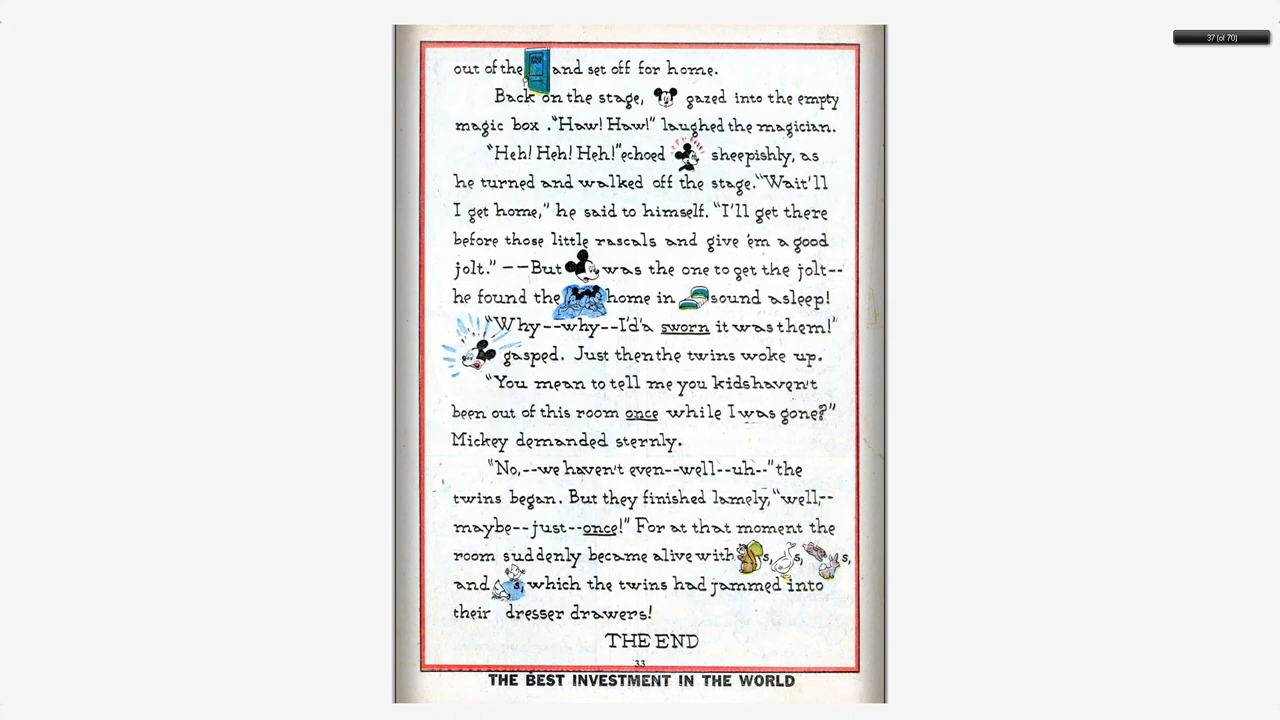 37 (of 70)
out of the and set off for home.
Back on the stage, gazed into the empty
magic box ."Haw! Haw!" laughed the magician.
"Heh! Heh! Heh!" echoed sheepishly, as
he turned and walked off the stage. "Wait'll
I get home," he said to himself. "I'll get there
before those little rascals and give 'em a good
jolt." -- But was the one to get the jolt--
he found the home in sound asleep!
"Why--why--I'd'a sworn it was them!"
gasped. Just then the twins woke up.
"You mean to tell me you kids haven't
been out of this room once while I was gone?"
Mickey demanded sternly.
"No,--we haven't even--well--uh--" the
twins began. But they finished lamely, "well,--
maybe--just--once!" For at that moment the
room suddenly became alive with s, s, s,
and s, which the twins had jammed into
their dresser drawers!
THE END
33
THE BEST INVESTMENT IN THE WORLD